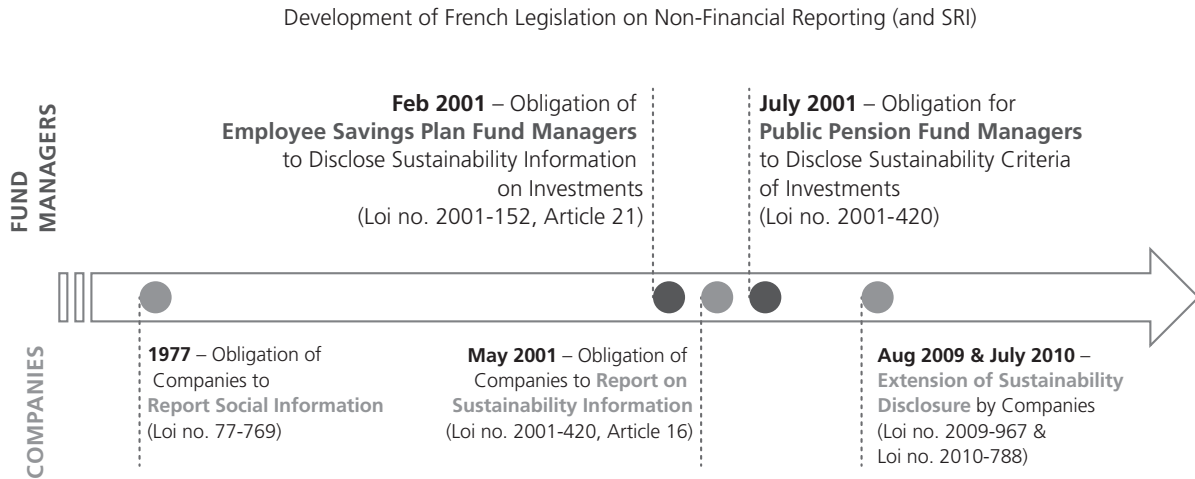 Development of French Legislation on Non-Financial Reporting (and SRI)
FUND
MANAGERS
Feb 2001 – Obligation of
Employee Savings Plan Fund Managers
to Disclose Sustainability Information
on Investments
(Loi no. 2001-152, Article 21)
July 2001 – Obligation for
Public Pension Fund Managers
to Disclose Sustainability Criteria
of Investments
(Loi no. 2001-420)
COMPANIES
1977 – Obligation of
Companies to
Report Social Information
(Loi no. 77-769)
May 2001 – Obligation of
Companies to Report on
Sustainability Information
(Loi no. 2001-420, Article 16)
Aug 2009 & July 2010 –
Extension of Sustainability
Disclosure by Companies
(Loi no. 2009-967 &
Loi no. 2010-788)